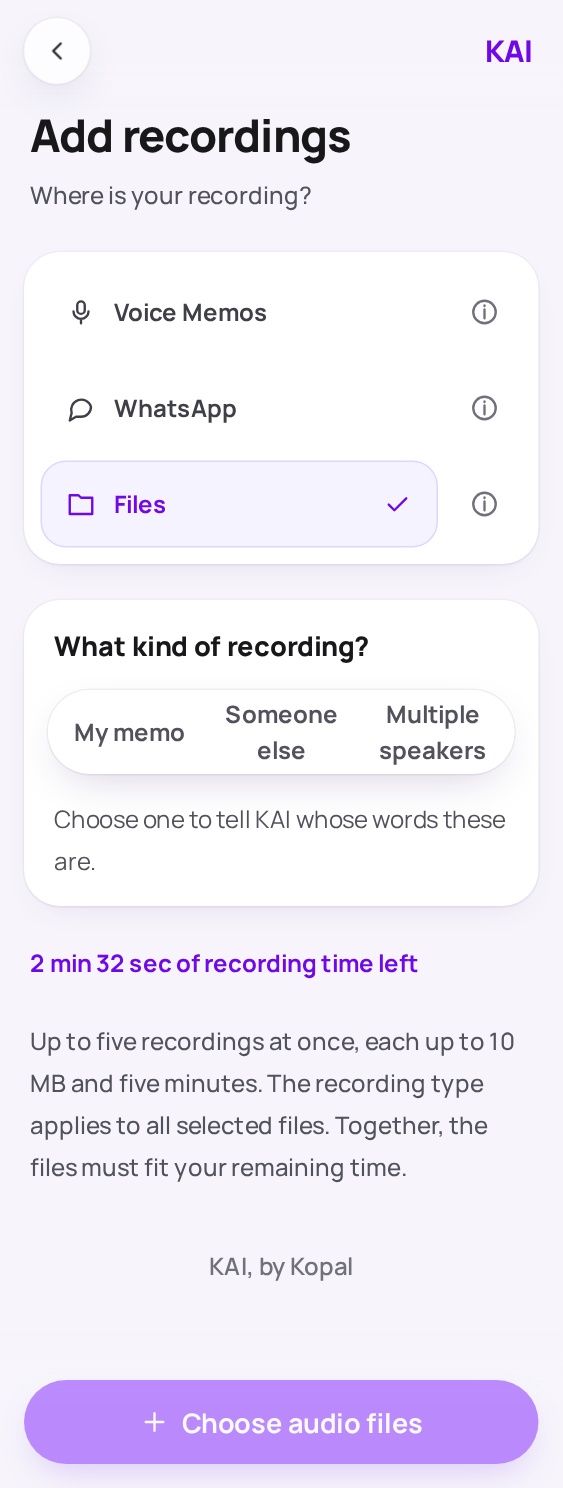 KAI
Add recordings
Where is your recording?
Voice Memos
WhatsApp
Files
What kind of recording?
My memo
Someone
else
Multiple
speakers
Choose one to tell KAI whose words these
are.
2 min 32 sec of recording time left
Up to five recordings at once, each up to 10
MB and five minutes. The recording type
applies to all selected files. Together, the
files must fit your remaining time.
KAI, by Kopal
Choose audio files